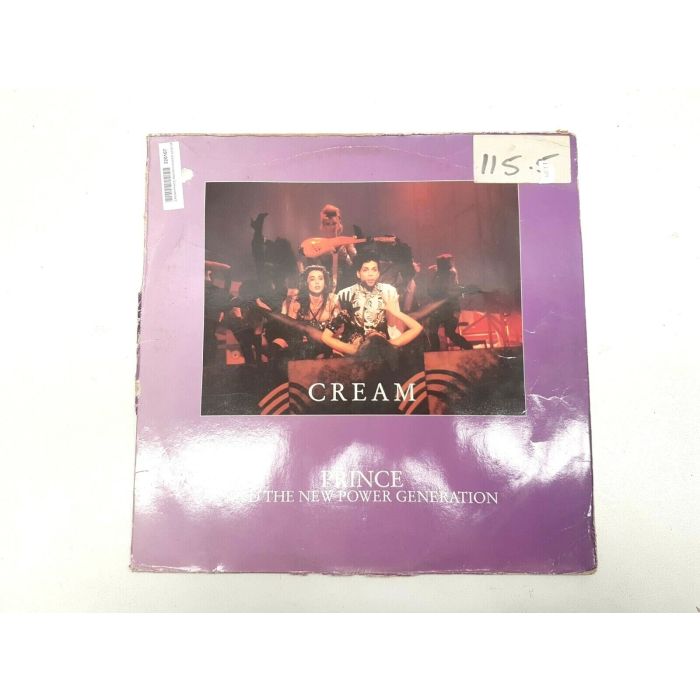 115.5
CREAM
PRINCE
THE NEW POWER GENERATION